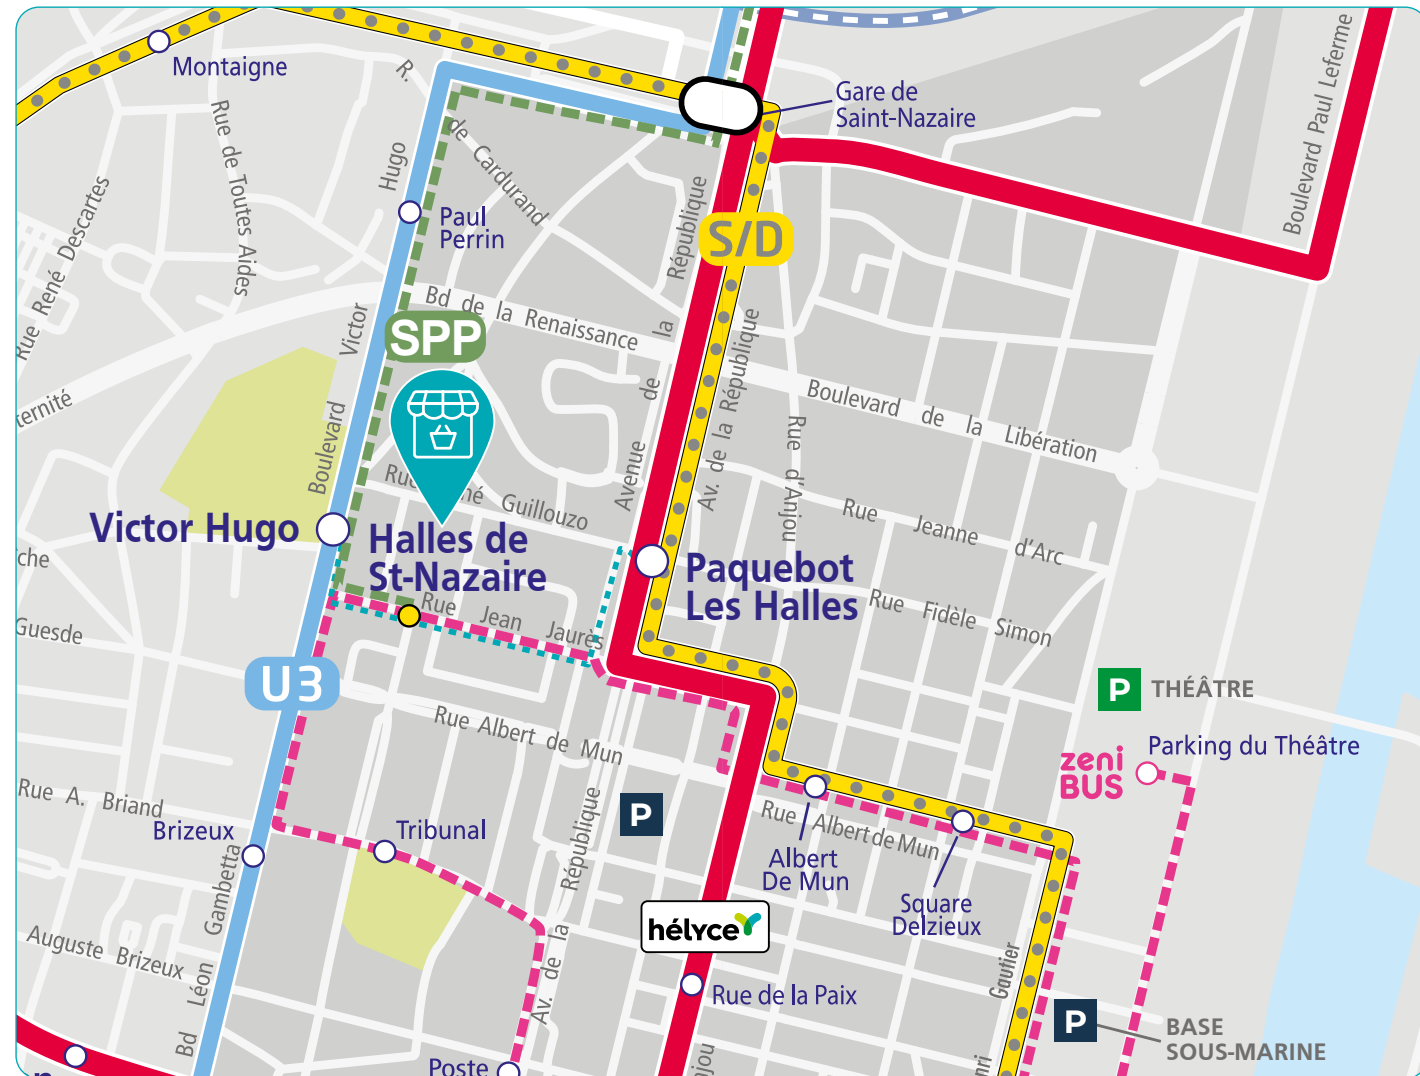 Montaigne
R. de Cardurand
Gare de
Saint-Nazaire
Boulevard Paul Leferme
Rue de Toutes Aides
Rue René Descartes
Hugo
Paul
Perrin
République
S/D
Bd de la Renaissance
Victor
SPP
la
de
Avenue
Av. de la République
Boulevard de la Libération
Rue d'Anjou
ternité
Boulevard
Rue
né
Guillouzo
Rue Jeanne d'Arc
Victor Hugo
Halles de
St-Nazaire
Paquebot
Les Halles
che
Rue Jean Jaurès
Rue Fidèle Simon
Guesde
U3
P THÉÂTRE
Rue Albert de Mun
zeni
BUS
Parking du Théâtre
Rue A. Briand
Brizeux
Tribunal
P
Rue Albert de Mun
Albert
De Mun
Square
Delzieux
Gambetta
Av. de la République
hélyce
Auguste Brizeux
Léon
Bd
Rue de la Paix
Gautier
P
BASE
SOUS-MARINE
Poste
njou
nri